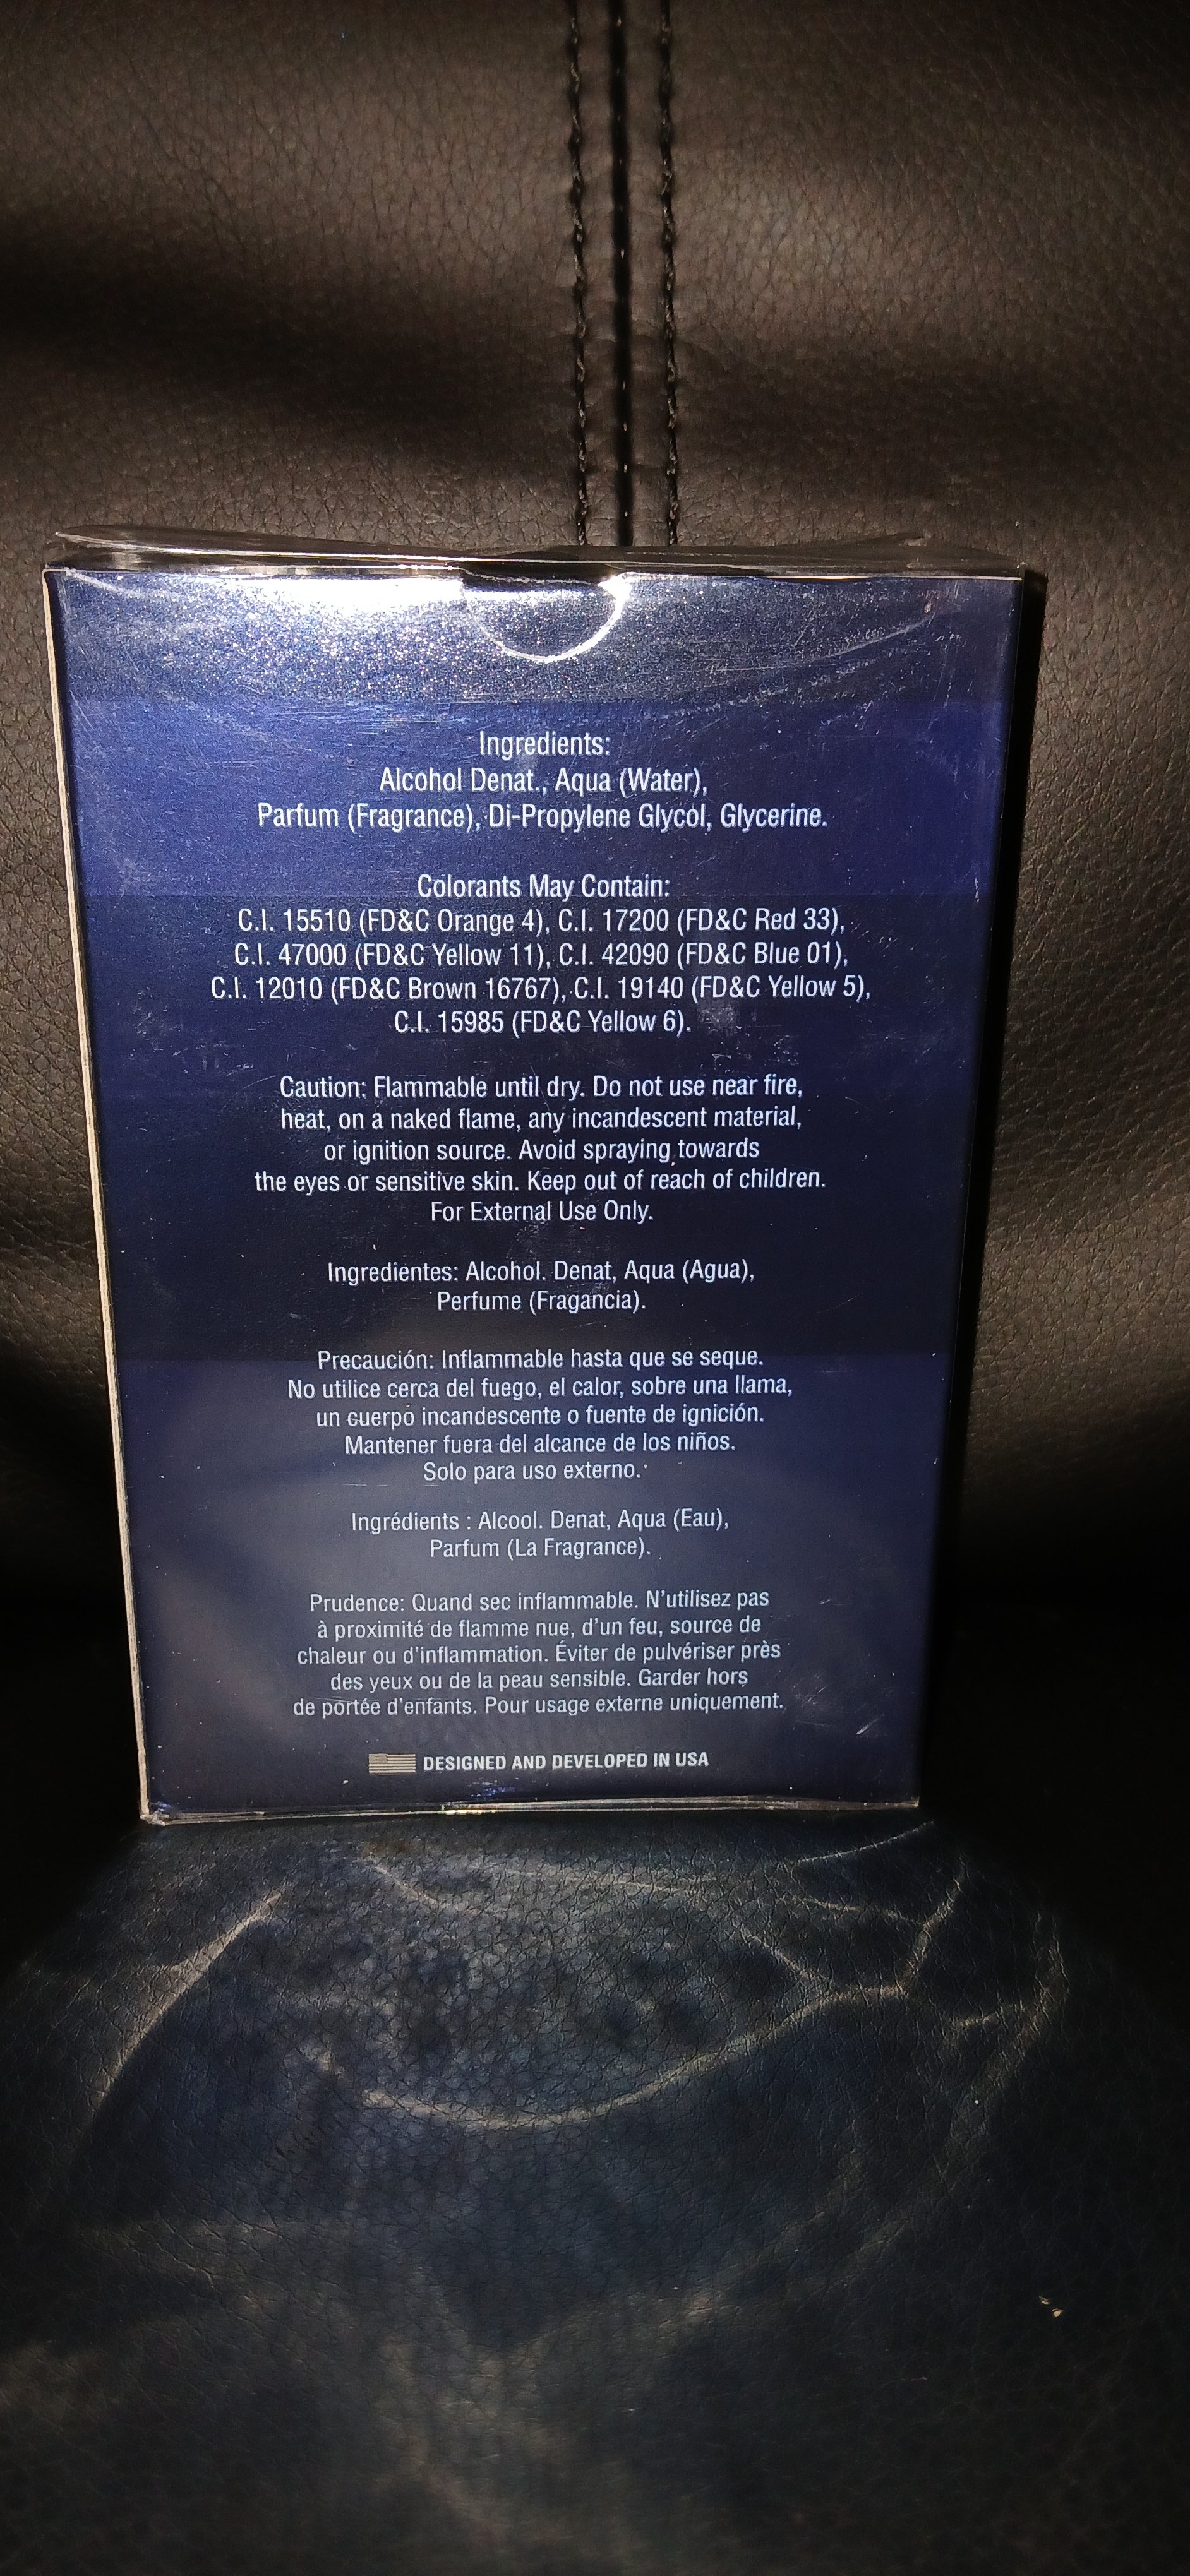 Ingredients:
Alcohol Denat., Aqua (Water),
Parfum (Fragrance), Di-Propylene Glycol, Glycerine.
Colorants May Contain:
C.I. 15510 (FD&C Orange 4), C.I. 17200 (FD&C Red 33),
C.I. 47000 (FD&C Yellow 11), C.I. 42090 (FD&C Blue 01),
C.I. 12010 (FD&C Brown 16767), C.I. 19140 (FD&C Yellow 5),
C.I. 15985 (FD&C Yellow 6).
Caution: Flammable until dry. Do not use near fire,
heat, on a naked flame, any incandescent material,
or ignition source. Avoid spraying towards
the eyes or sensitive skin. Keep out of reach of children.
For External Use Only.
Ingredientes: Alcohol. Denat, Aqua (Agua),
Perfume (Fragancia).
Precaución: Inflammable hasta que se seque.
No utilice cerca del fuego, el calor, sobre una llama,
un cuerpo incandescente o fuente de ignición.
Mantener fuera del alcance de los niños.
Solo para uso externo.
Ingrédients : Alcool. Denat, Aqua (Eau),
Parfum (La Fragrance).
Prudence: Quand sec inflammable. N'utilisez pas
à proximité de flamme nue, d'un feu, source de
chaleur ou d'inflammation. Éviter de pulvériser près
des yeux ou de la peau sensible. Garder hors
de portée d'enfants. Pour usage externe uniquement.
DESIGNED AND DEVELOPED IN USA